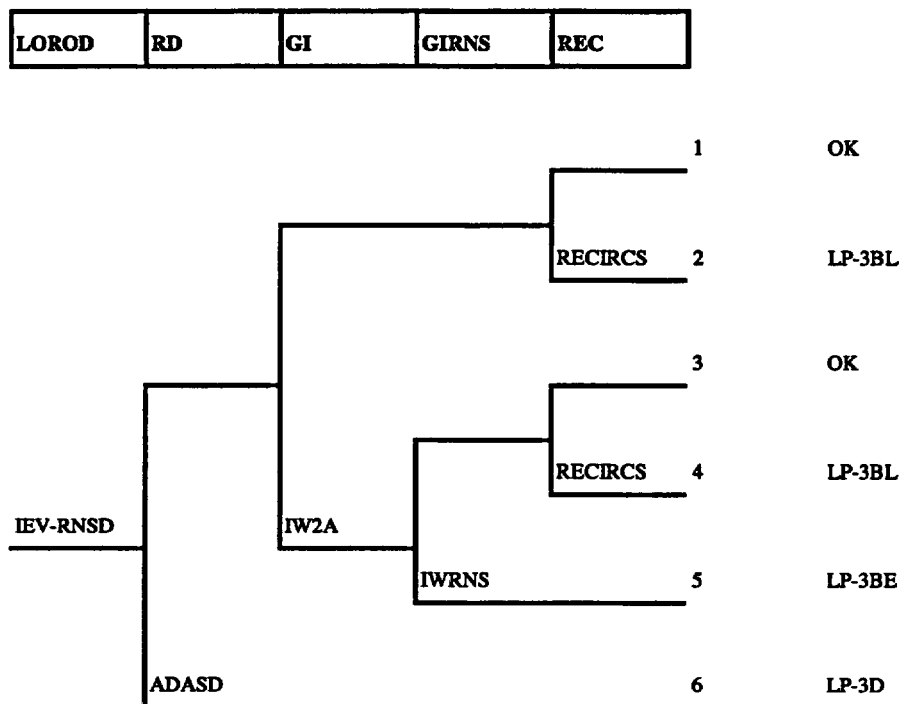 LOROD RD GI GIRNS REC
1 OK
RECIRCS 2 LP-3BL
3 OK
RECIRCS 4 LP-3BL
IEV-RNSD IW2A
IWRNS 5 LP-3BE
ADASD 6 LP-3D